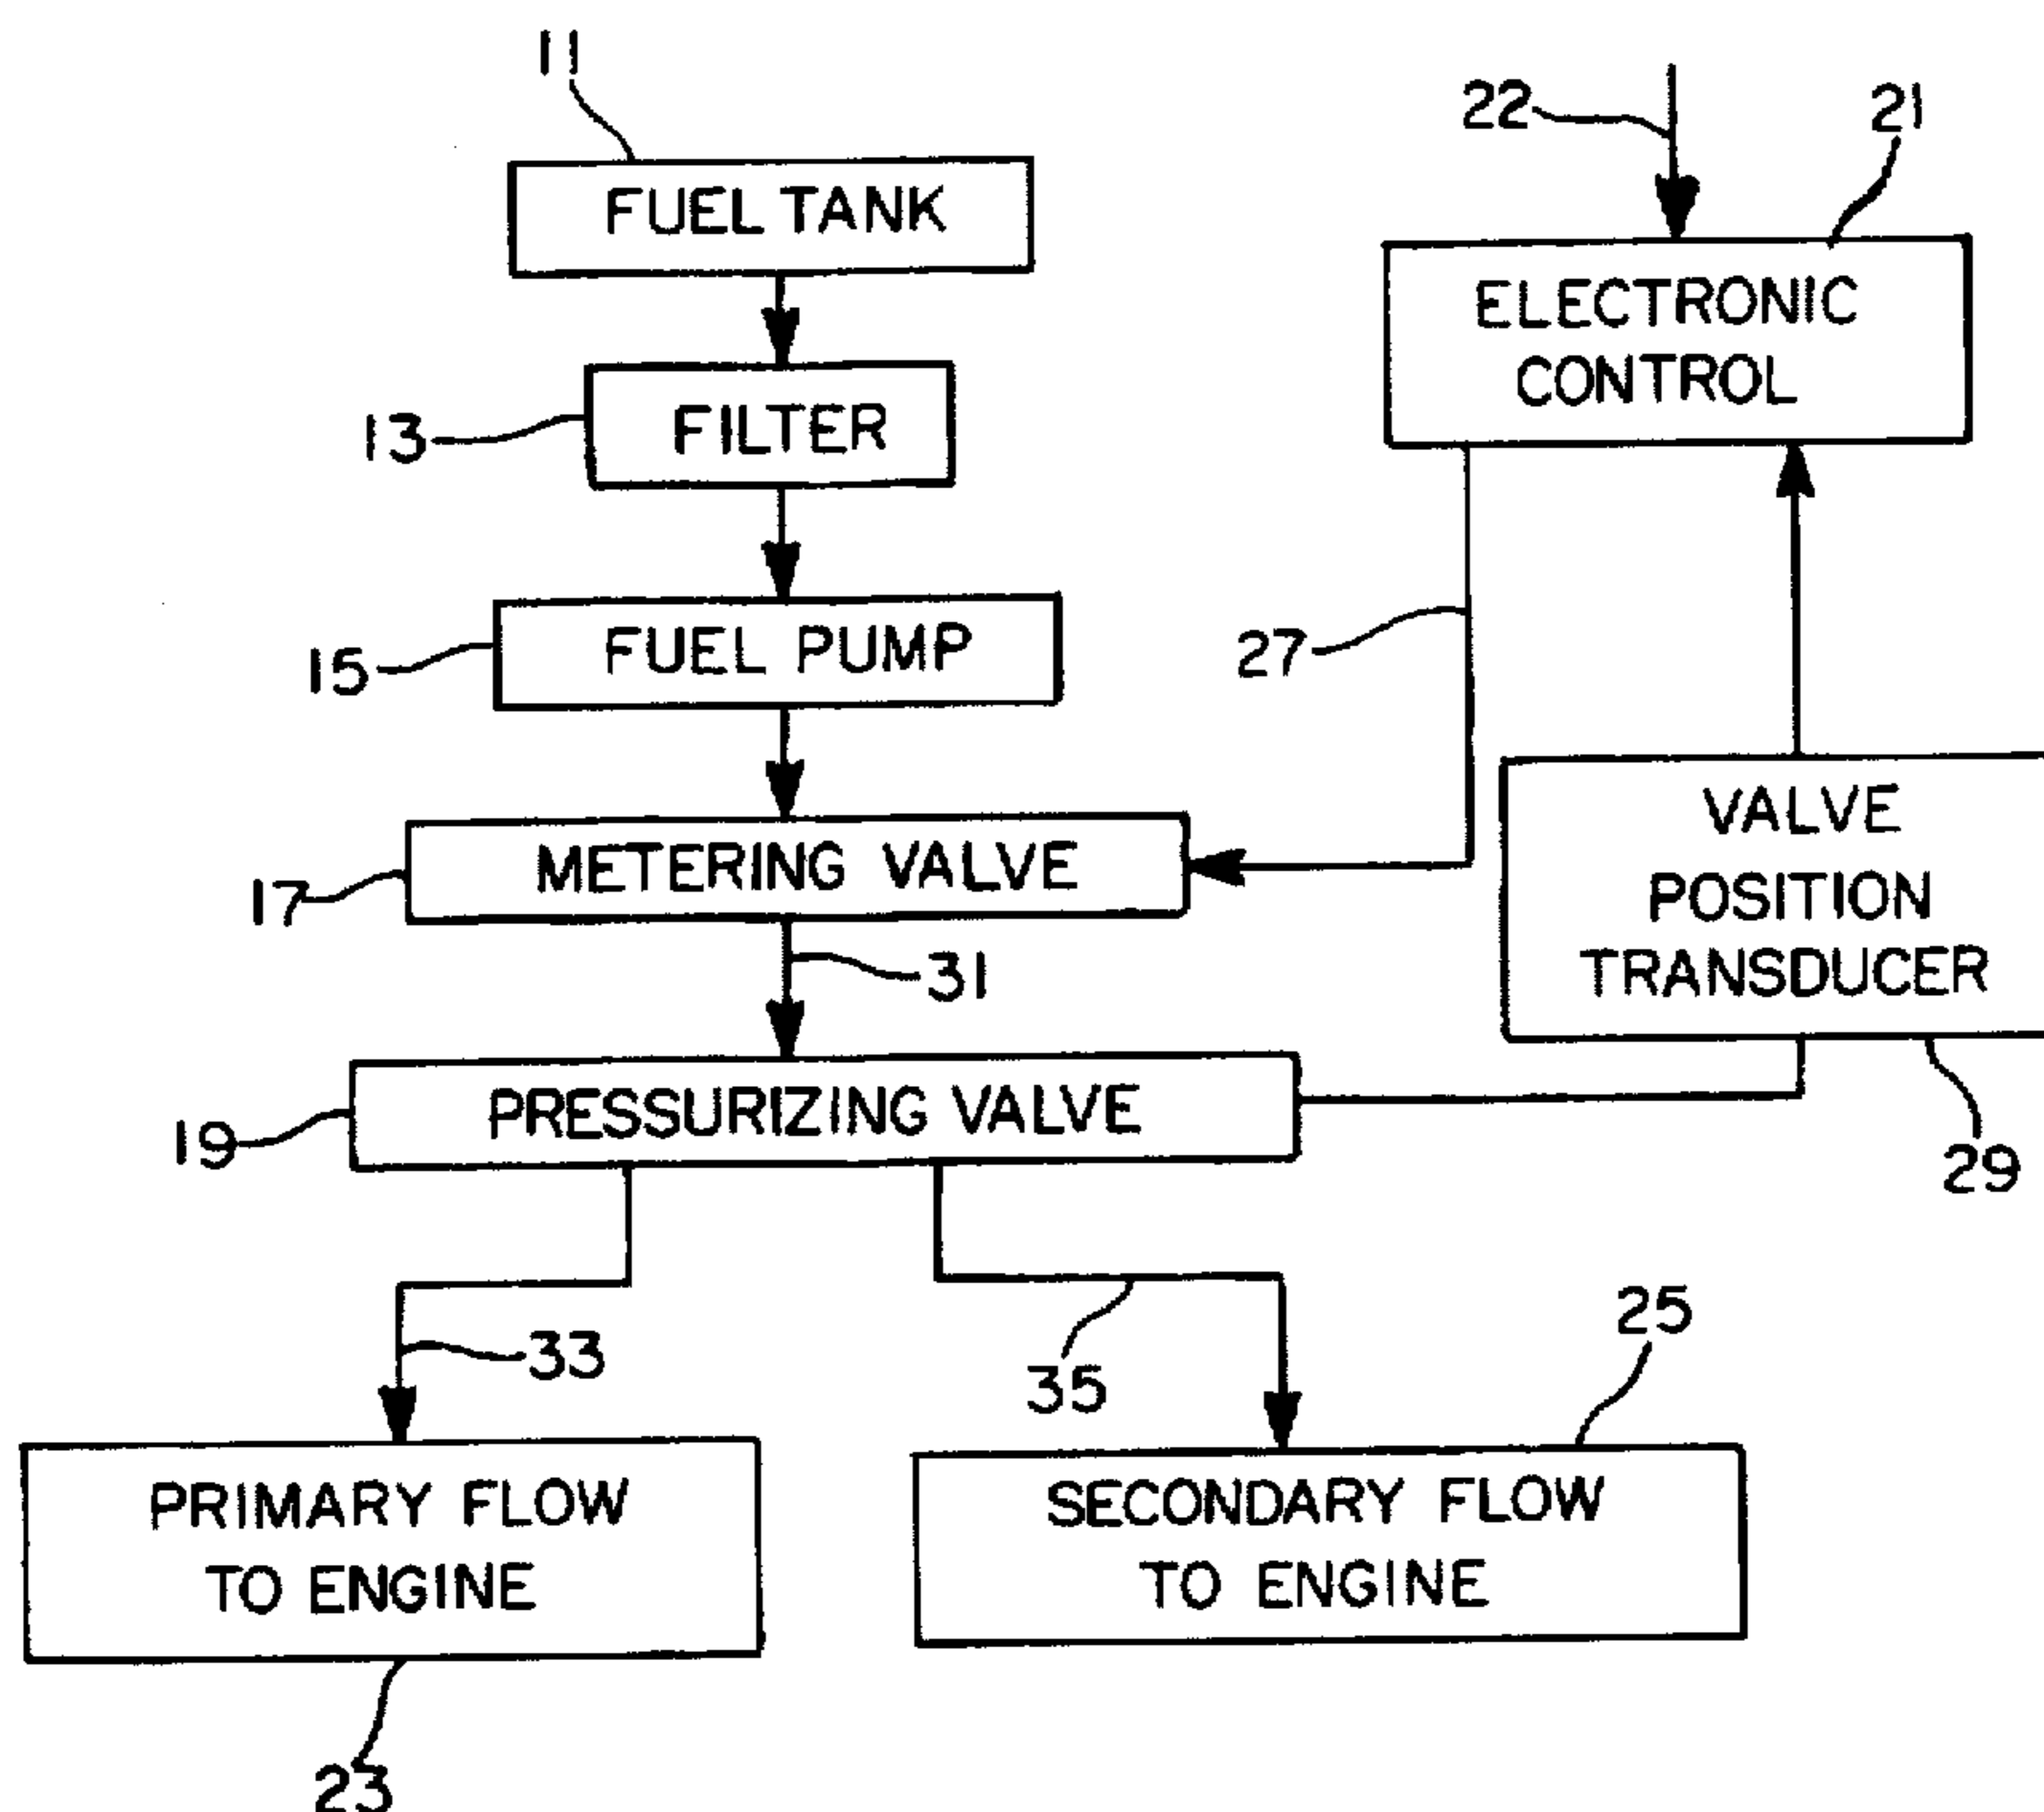 11
FUEL TANK
22
21
ELECTRONIC
CONTROL
13
FILTER
15
FUEL PUMP
27
17
METERING VALVE
VALVE
POSITION
TRANSDUCER
31
19
PRESSURIZING VALVE
29
33
35
25
PRIMARY FLOW
TO ENGINE
SECONDARY FLOW
TO ENGINE
23